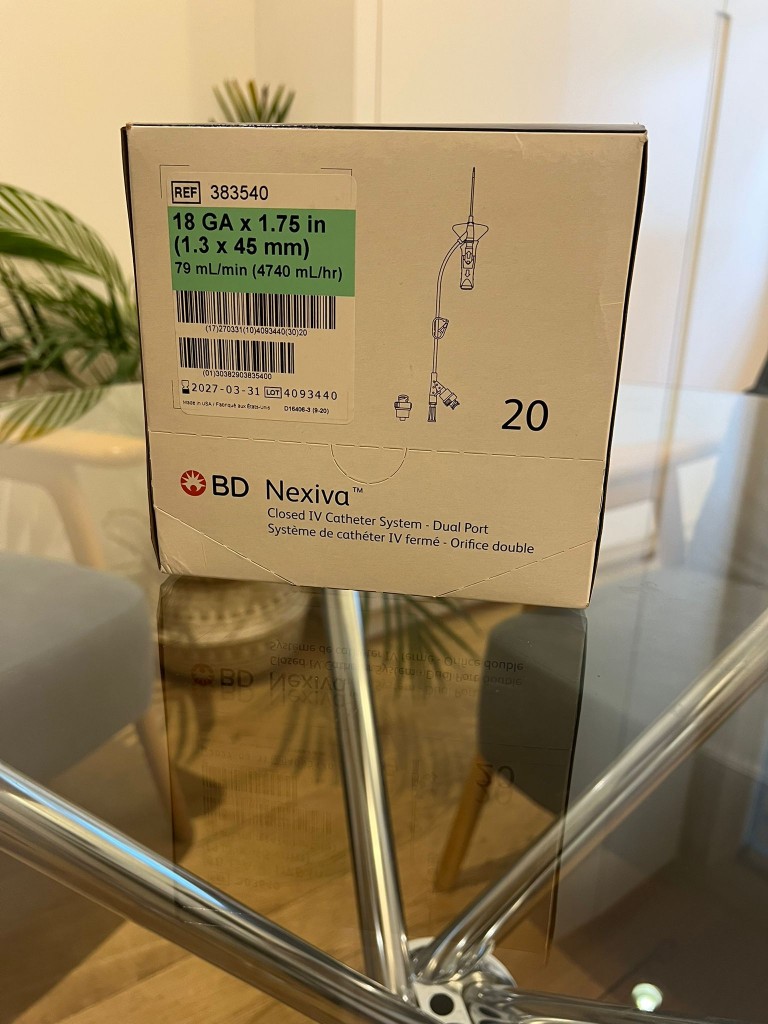 REF 383540
18 GA x 1.75 in
(1.3 x 45 mm)
79 mL/min (4740 mL/hr)
(17)270331(10)4093440(30)20
(01)30382903835400
2027-03-31 LOT 4093440
Made in USA / Fabriqué aux États-Unis D16406-3 (9-20)
20
BD Nexiva™
Closed IV Catheter System - Dual Port
Système de cathéter IV fermé - Orifice double